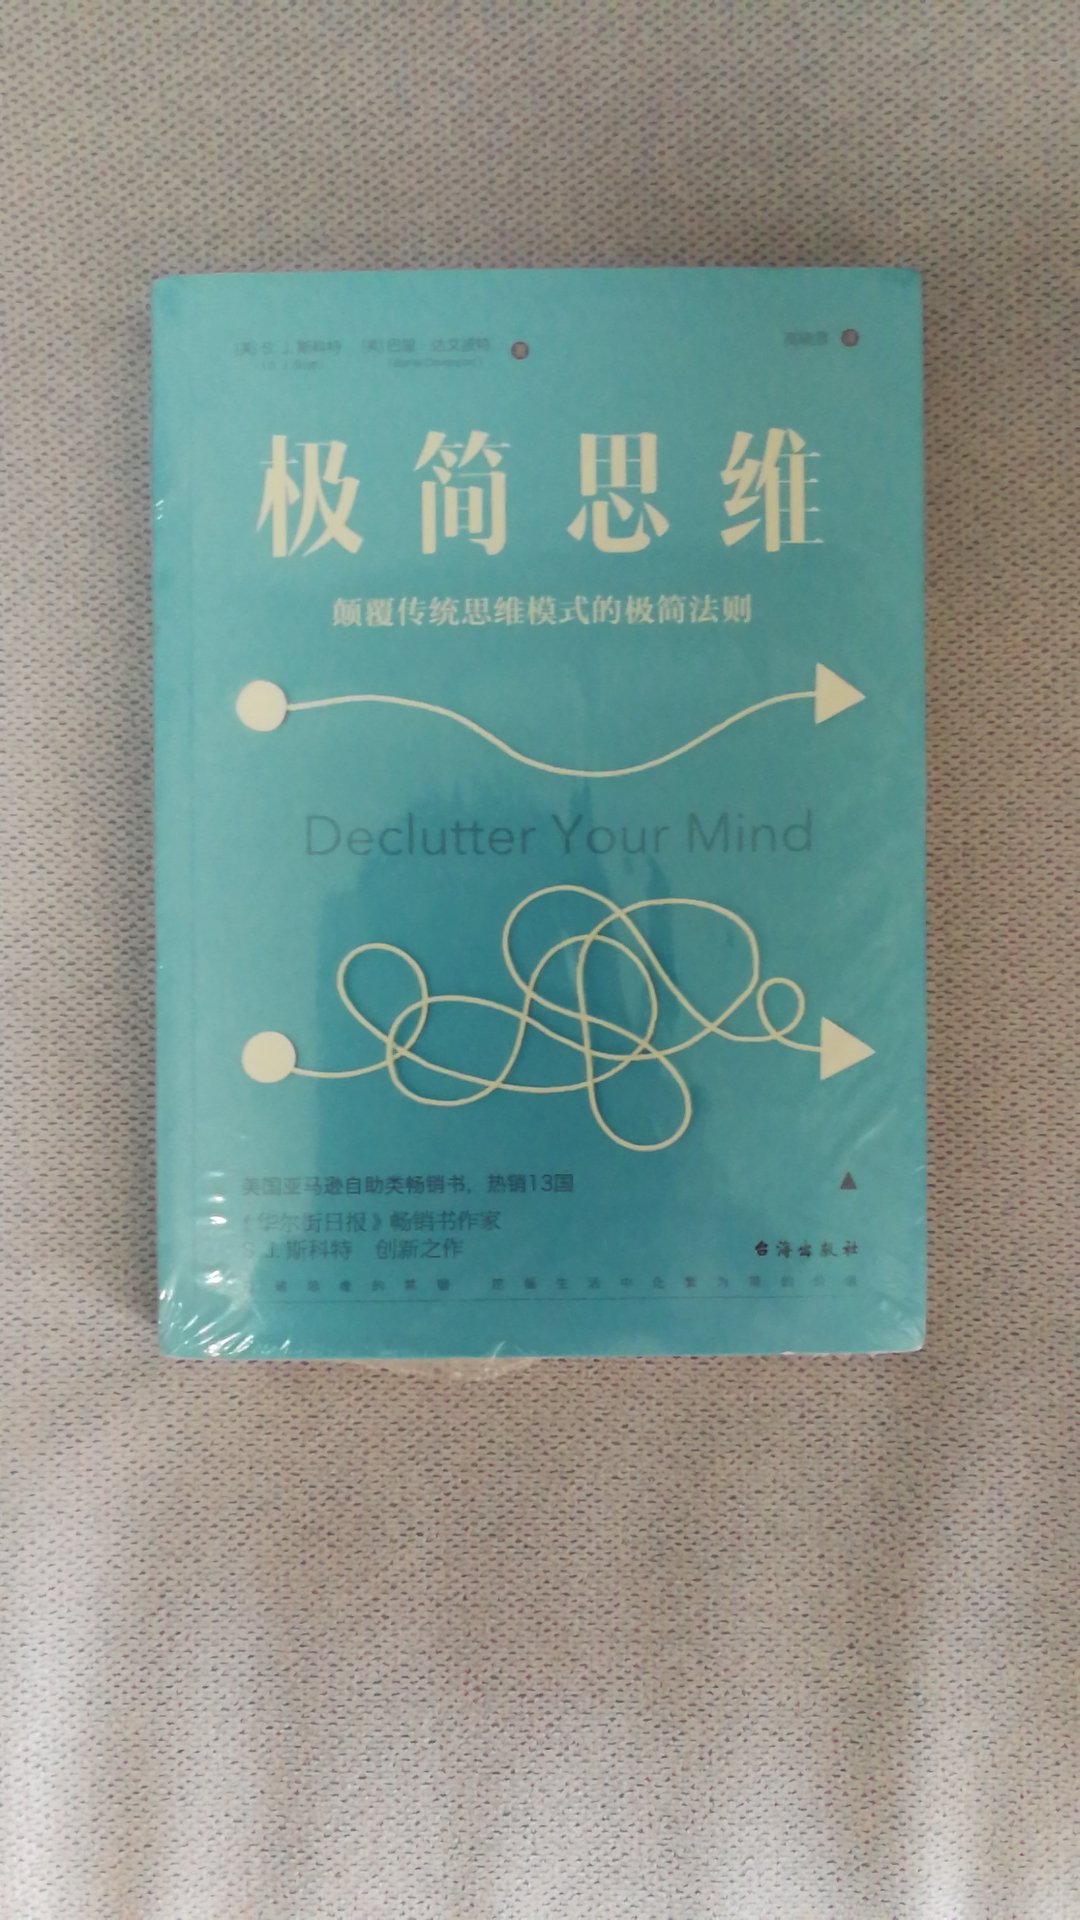 [美] S. J. 斯科特 [美] 巴里 达文波特 著
译
极简思维
颠覆传统思维模式的极简法则
Declutter Your Mind
美国亚马逊自助类畅销书，热销13国
《华尔街日报》畅销书作家
S. J. 斯科特 创新之作
台海出版社